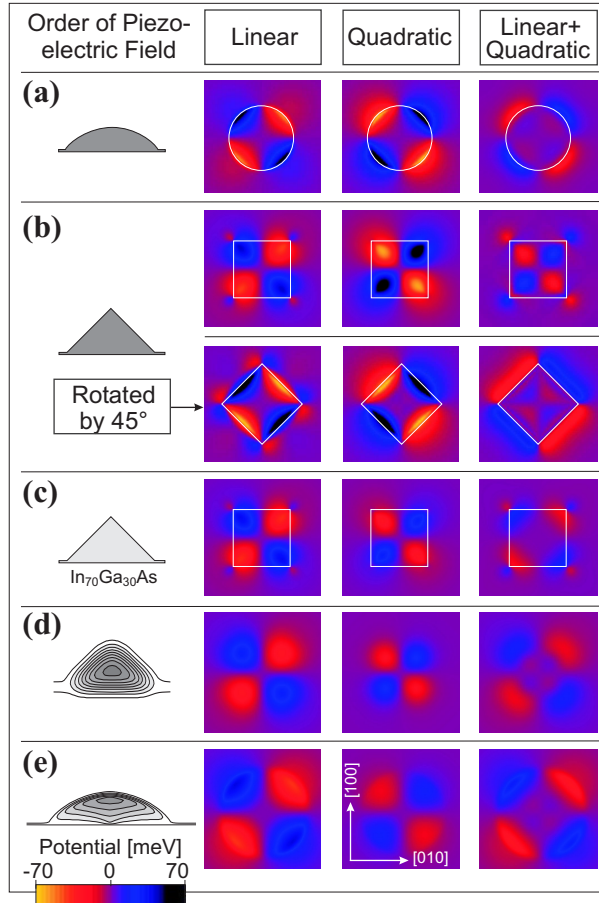 Order of Piezo-
electric Field
Linear
Quadratic
Linear+
Quadratic
(a)
(b)
Rotated
by 45°
(c)
In₇₀Ga₃₀As
(d)
(e)
[100]
[010]
Potential [meV]
-70 0 70